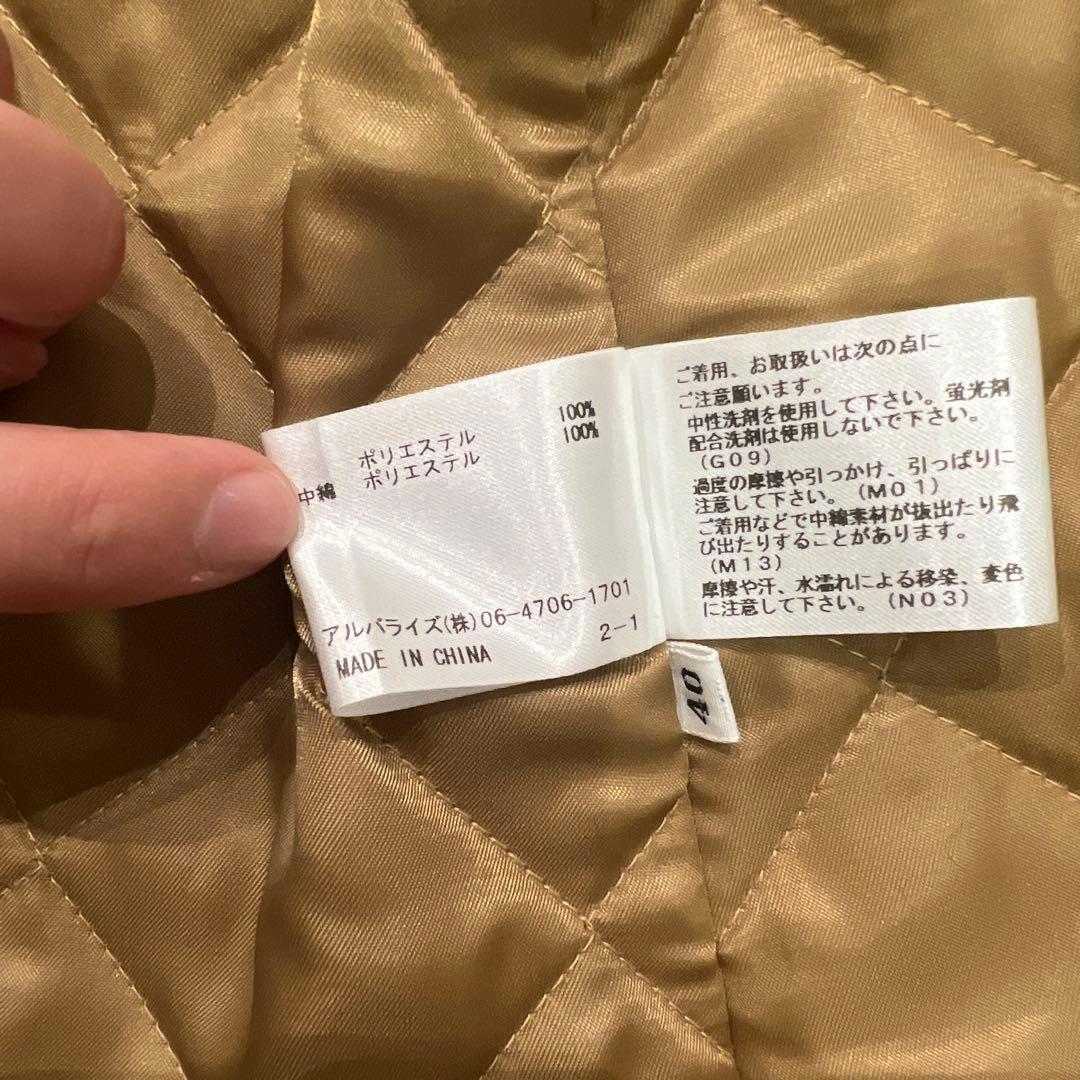 ポリエステル 100%
中綿 ポリエステル 100%
アルバライズ(株)06-4706-1701
2-1
MADE IN CHINA
ご着用、お取扱いは次の点に
ご注意願います。
中性洗剤を使用して下さい。蛍光剤
配合洗剤は使用しないで下さい。
(G09)
過度の摩擦や引っかけ、引っぱりに
注意して下さい。(M01)
ご着用などで中綿素材が抜出たり飛
び出たりすることがあります。
(M13)
摩擦や汗、水濡れによる移染、変色
に注意して下さい。(N03)
40